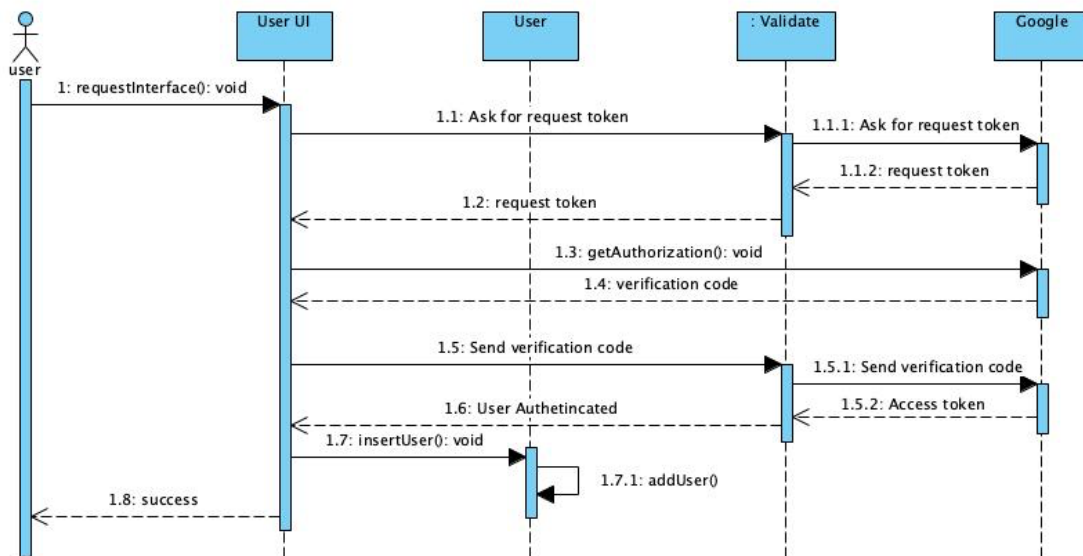 User UI
User
: Validate
Google
user
1: requestInterface(): void
1.1: Ask for request token
1.1.1: Ask for request token
1.1.2: request token
1.2: request token
1.3: getAuthorization(): void
1.4: verification code
1.5: Send verification code
1.5.1: Send verification code
1.5.2: Access token
1.6: User Authetincated
1.7: insertUser(): void
1.7.1: addUser()
1.8: success